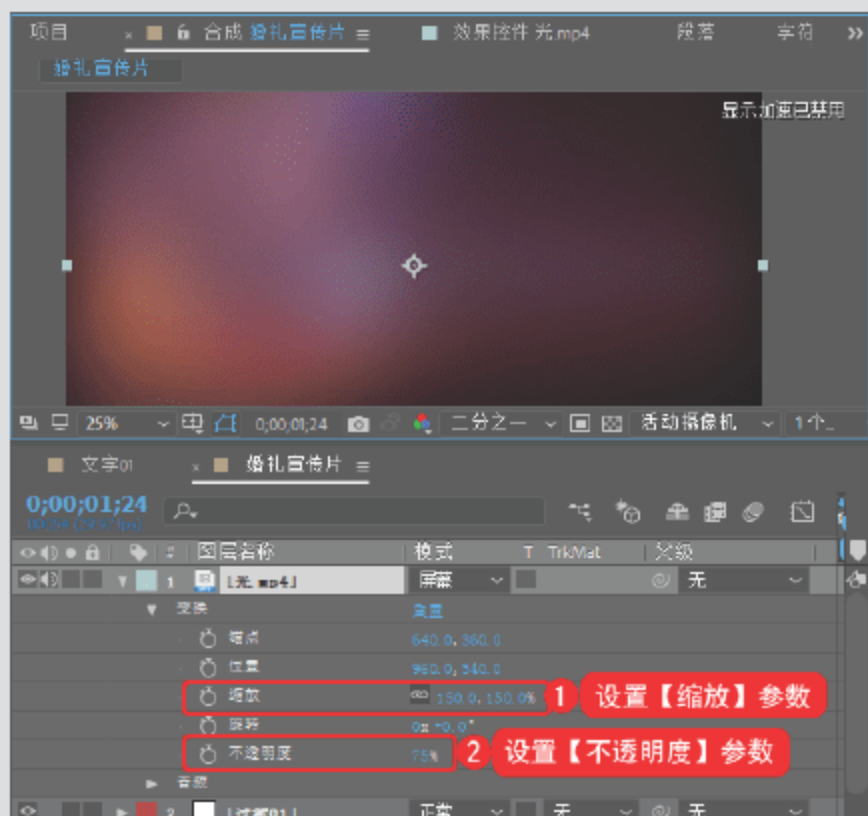 项目 合成 婚礼宣传片 效果控件 光.mp4 段落 字符
婚礼宣传片
显示加速已禁用
25% 0;00;01;24 二分之一 活动摄像机 1个_
文字01 婚礼宣传片
0;00;01;24
# 图层名称 模式 T TrkMat 父级
1 [光.mp4] 屏幕 无
变换 重置
锚点 640.0, 360.0
位置 960.0, 540.0
缩放 150.0, 150.0% 1 设置【缩放】参数
旋转 0x +0.0°
不透明度 75% 2 设置【不透明度】参数
音频
2 正常 无 无